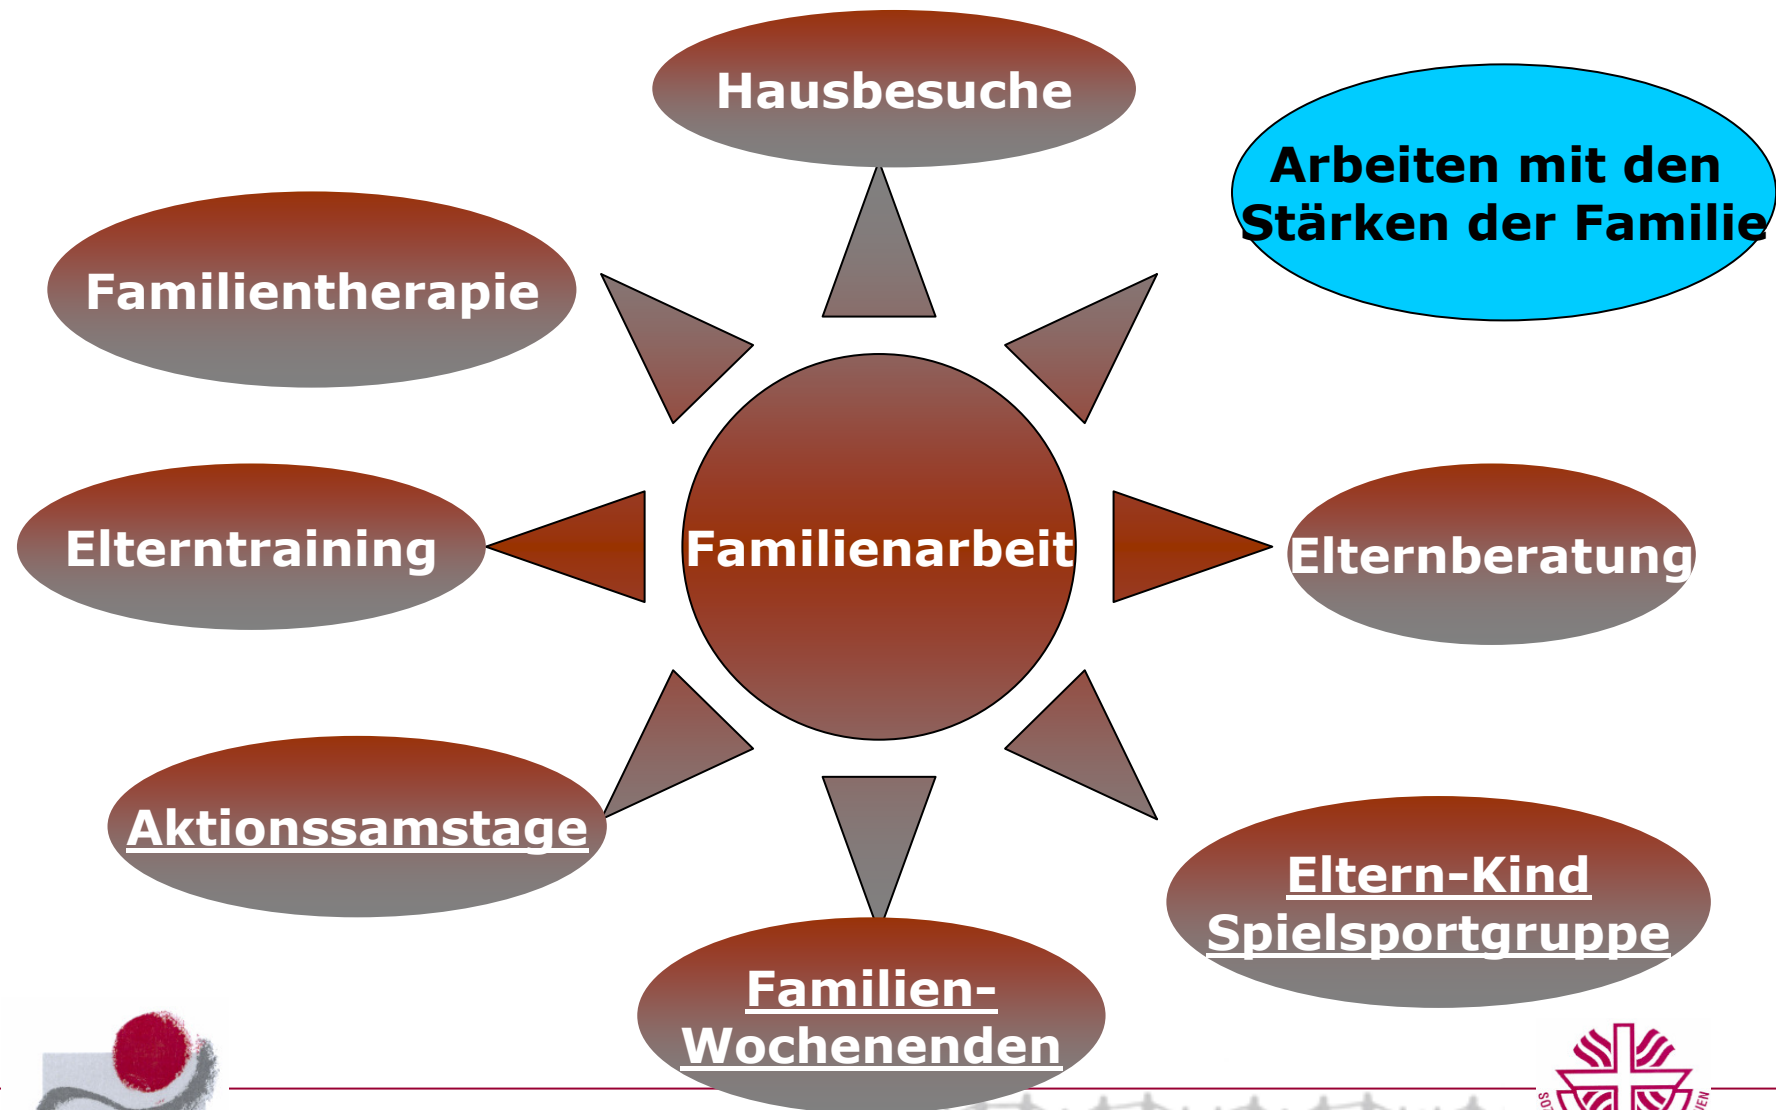 Hausbesuche
Arbeiten mit den
Stärken der Familie
Familientherapie
Elterntraining
Familienarbeit
Elternberatung
Aktionssamstage
Eltern-Kind
Spielsportgruppe
Familien-
Wochenenden